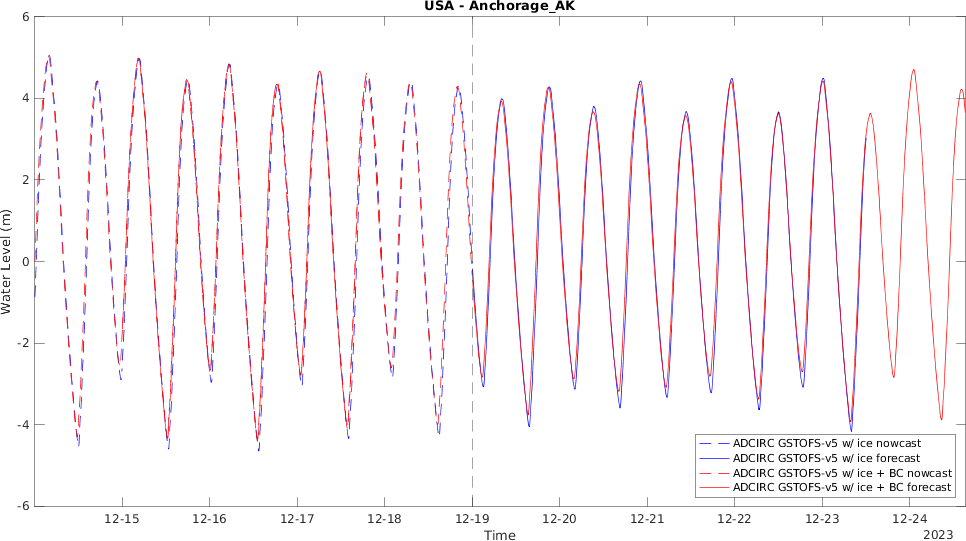 USA - Anchorage_AK
6
4
2
0
-2
-4
-6
Water Level (m)
ADCIRC GSTOFS-v5 w/ ice nowcast
ADCIRC GSTOFS-v5 w/ ice forecast
ADCIRC GSTOFS-v5 w/ ice + BC nowcast
ADCIRC GSTOFS-v5 w/ ice + BC forecast
12-15 12-16 12-17 12-18 12-19 12-20 12-21 12-22 12-23 12-24
Time
2023